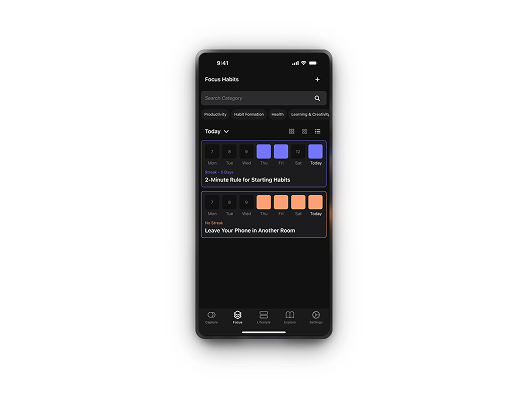 9:41
Focus Habits
+
Search Category
Productivity Habit Formation Health Learning & Creativity
Today
7 8 9 12
Mon Tue Wed Thu Fri Sat Today
Streak - 5 Days
2-Minute Rule for Starting Habits
7 8 9
Mon Tue Wed Thu Fri Sat Today
No Streak
Leave Your Phone in Another Room
Capture Focus Lifestyle Explore Settings